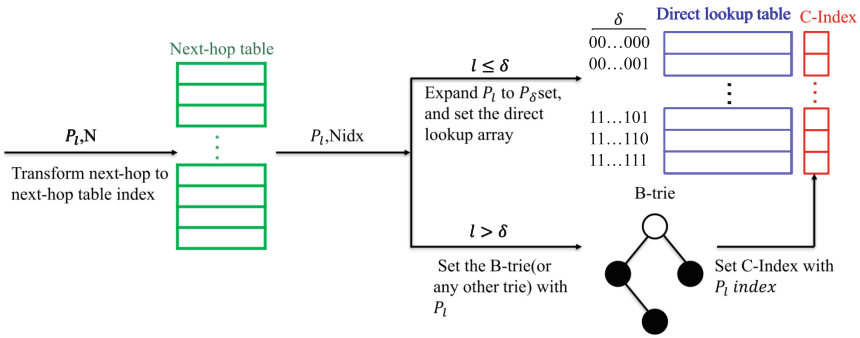 Next-hop table
P_l,N
Transform next-hop to
next-hop table index
P_l,Nidx
l ≤ δ
Expand P_l to P_δset,
and set the direct
lookup array
l > δ
Set the B-trie(or
any other trie) with
P_l
δ
Direct lookup table
C-Index
00…000
00…001
11…101
11…110
11…111
B-trie
Set C-Index with
P_l index